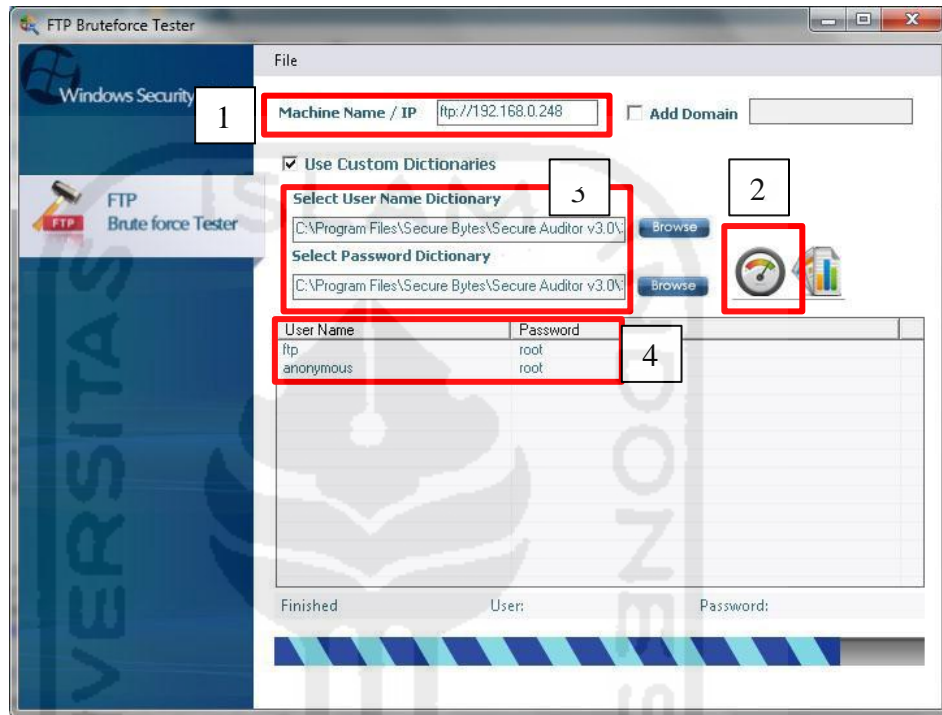 FTP Bruteforce Tester
File
Windows Security
1
Machine Name / IP ftp://192.168.0.248 Add Domain
Use Custom Dictionaries
3
2
FTP
Brute force Tester
FTP
Select User Name Dictionary
C:\Program Files\Secure Bytes\Secure Auditor v3.0\ Browse
Select Password Dictionary
C:\Program Files\Secure Bytes\Secure Auditor v3.0\ Browse
User Name Password
ftp root
anonymous root
4
Finished User: Password:
ISLAM
VERSITAS
DONES